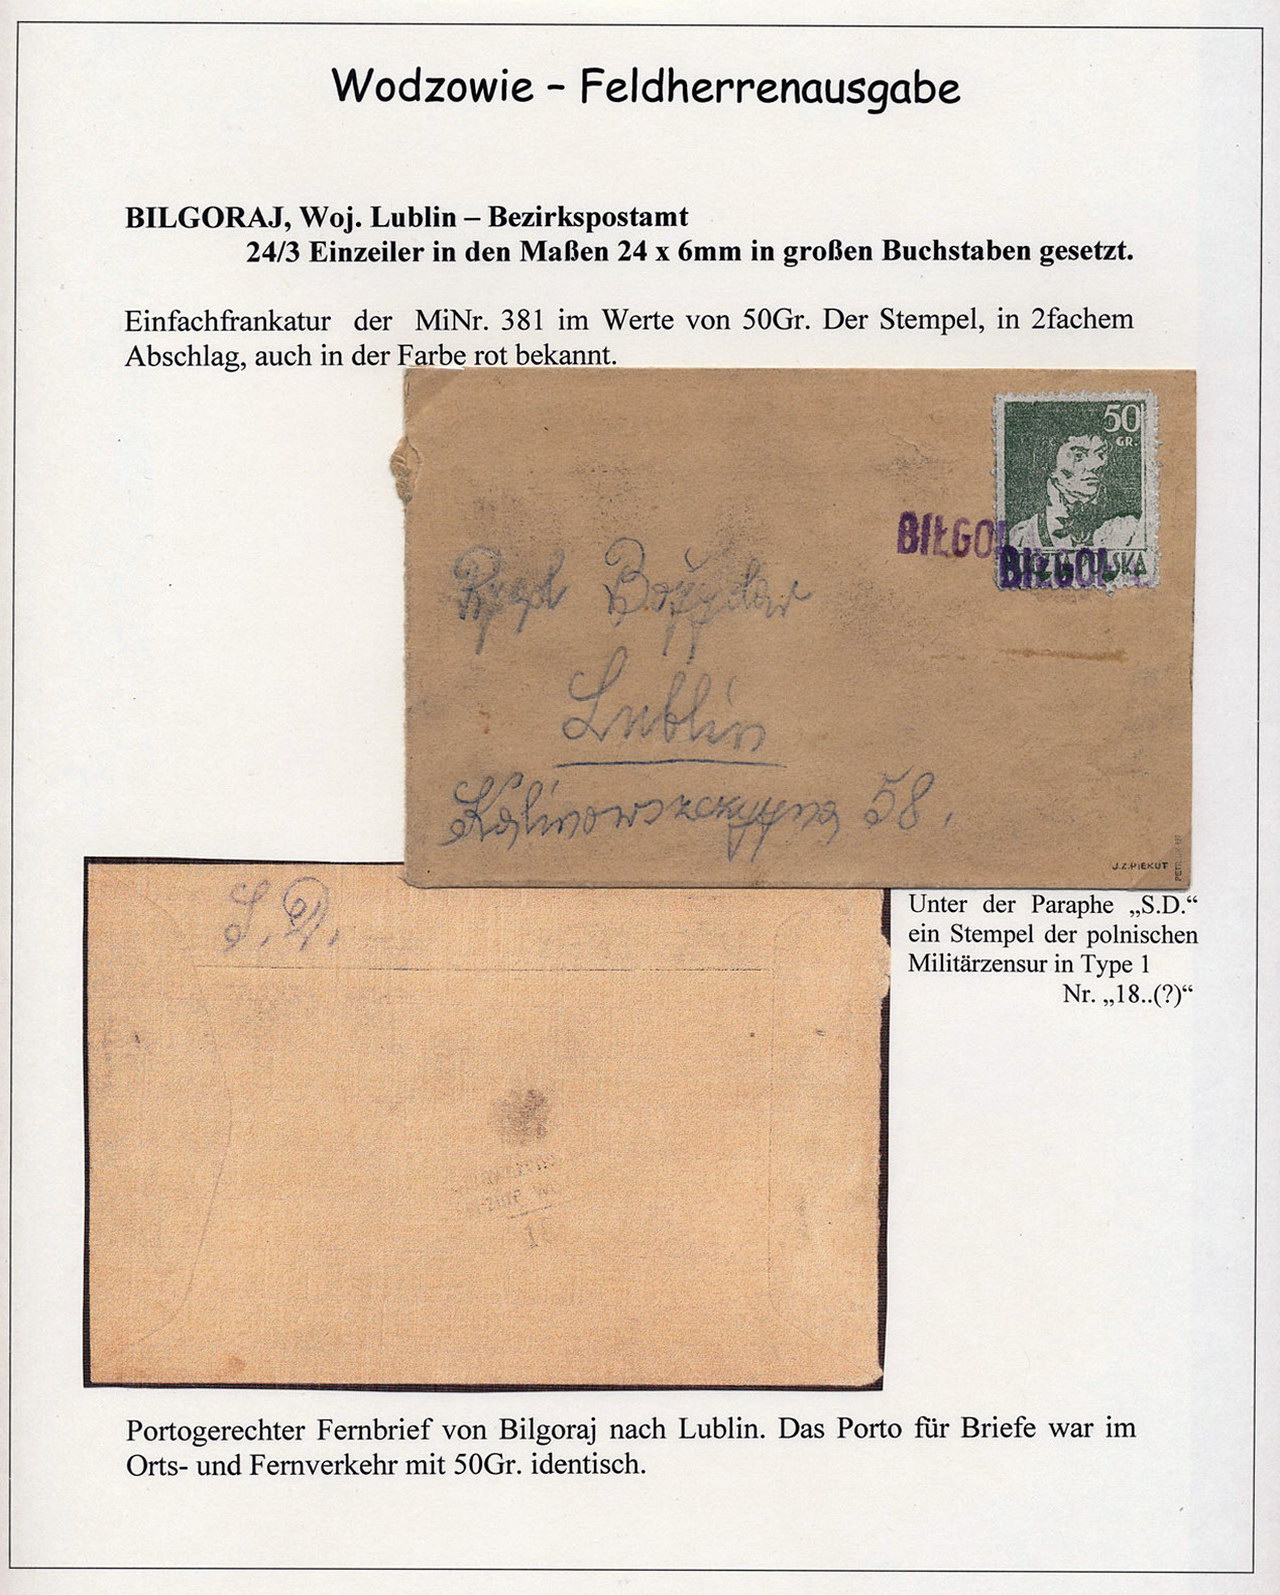 Wodzowie – Feldherrenausgabe
BILGORAJ, Woj. Lublin – Bezirkspostamt
24/3 Einzeiler in den Maßen 24 x 6mm in großen Buchstaben gesetzt.
Einfachfrankatur der MiNr. 381 im Werte von 50Gr. Der Stempel, in 2fachem
Abschlag, auch in der Farbe rot bekannt.
50
GR.
BIŁGO
BIŁGO
POLSKA
Lublin
58.
J.Z.PIEKUT
S.D.
Unter der Paraphe „S.D.“
ein Stempel der polnischen
Militärzensur in Type 1
Nr. „18..(?)“
Portogerechter Fernbrief von Bilgoraj nach Lublin. Das Porto für Briefe war im
Orts- und Fernverkehr mit 50Gr. identisch.